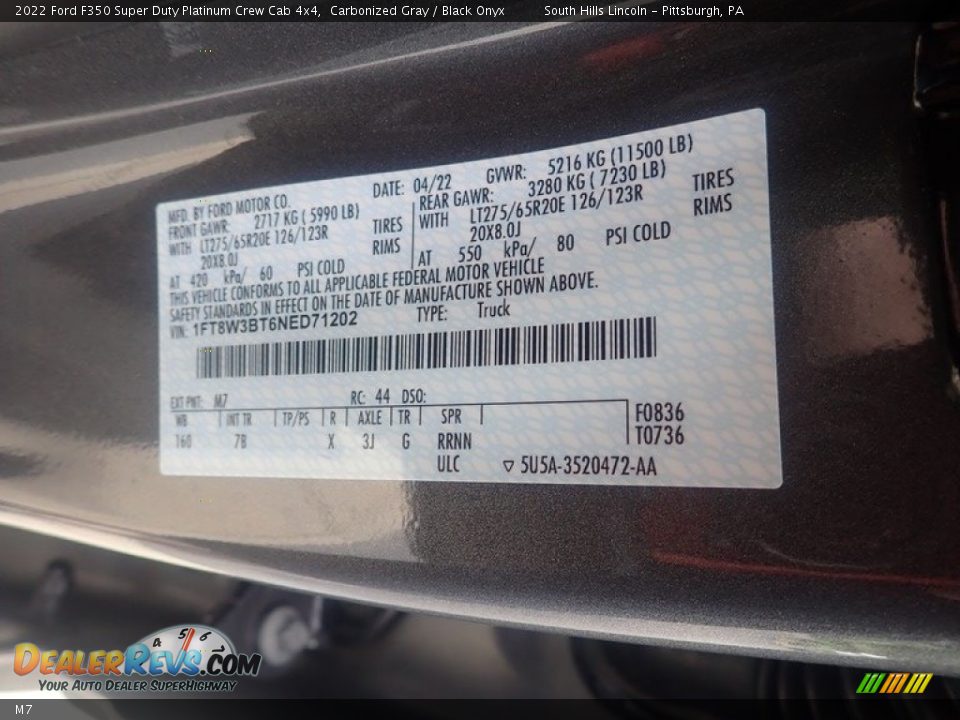 2022 Ford F350 Super Duty Platinum Crew Cab 4x4, Carbonized Gray / Black Onyx South Hills Lincoln - Pittsburgh, PA
MFD. BY FORD MOTOR CO. DATE: 04/22 GVWR: 5216 KG (11500 LB)
FRONT GAWR: 2717 KG ( 5990 LB) REAR GAWR: 3280 KG ( 7230 LB)
WITH LT275/65R20E 126/123R TIRES WITH LT275/65R20E 126/123R TIRES
20X8.0J RIMS 20X8.0J RIMS
AT 420 kPa/ 60 PSI COLD AT 550 kPa/ 80 PSI COLD
THIS VEHICLE CONFORMS TO ALL APPLICABLE FEDERAL MOTOR VEHICLE
SAFETY STANDARDS IN EFFECT ON THE DATE OF MANUFACTURE SHOWN ABOVE.
VIN: 1FT8W3BT6NED71202 TYPE: Truck
EXT PNT: M7 RC: 44 DSO:
WB INT TR TP/PS R AXLE TR SPR F0836
160 7B X 3J G RRNN T0736
ULC ▽ 5U5A-3520472-AA
4 5 6
DealerRevs.com
Your Auto Dealer SuperHighway
M7